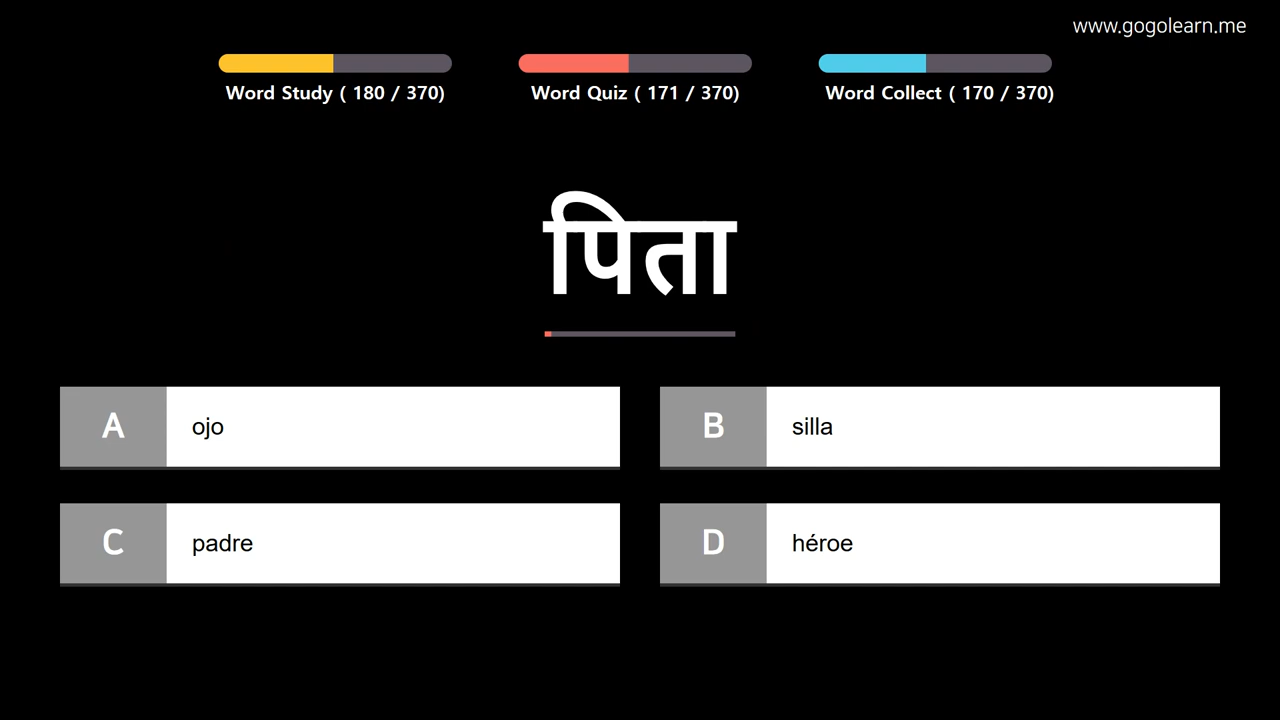 www.gogolearn.me
Word Study ( 180 / 370)
Word Quiz ( 171 / 370)
Word Collect ( 170 / 370)
पिता
A ojo
B silla
C padre
D héroe